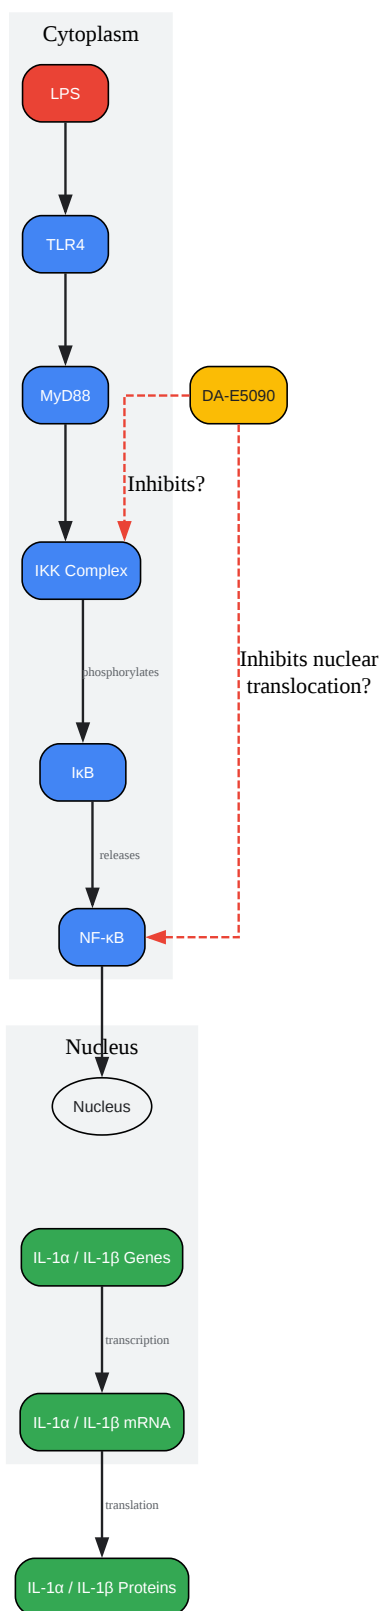 Cytoplasm
LPS
TLR4
MyD88
DA-E5090
Inhibits?
IKK Complex
Inhibits nuclear
translocation?
phosphorylates
IκB
releases
NF-κB
Nucleus
Nucleus
IL-1α / IL-1β Genes
transcription
IL-1α / IL-1β mRNA
translation
IL-1α / IL-1β Proteins